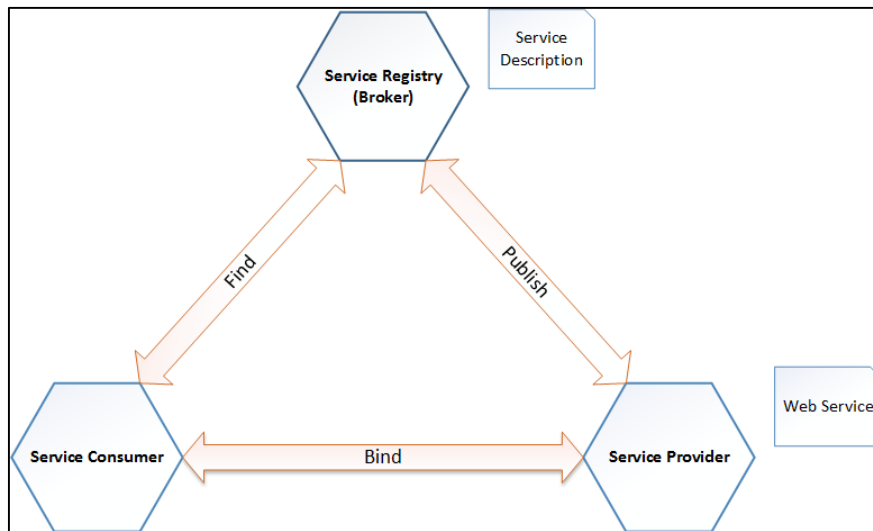 Service Registry
(Broker)
Service
Description
Find
Publish
Service Consumer
Bind
Service Provider
Web Service